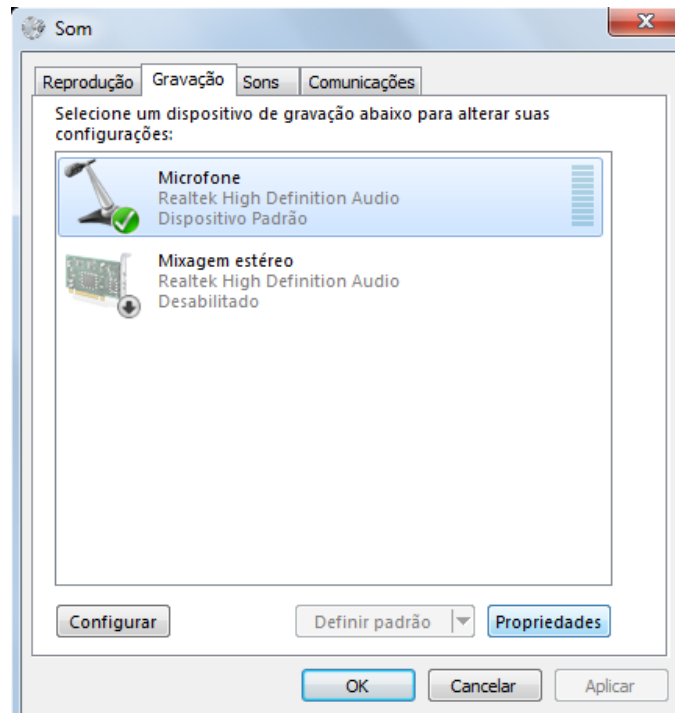 Som
Reprodução Gravação Sons Comunicações
Selecione um dispositivo de gravação abaixo para alterar suas
configurações:
Microfone
Realtek High Definition Audio
Dispositivo Padrão
Mixagem estéreo
Realtek High Definition Audio
Desabilitado
Configurar Definir padrão Propriedades
OK Cancelar Aplicar